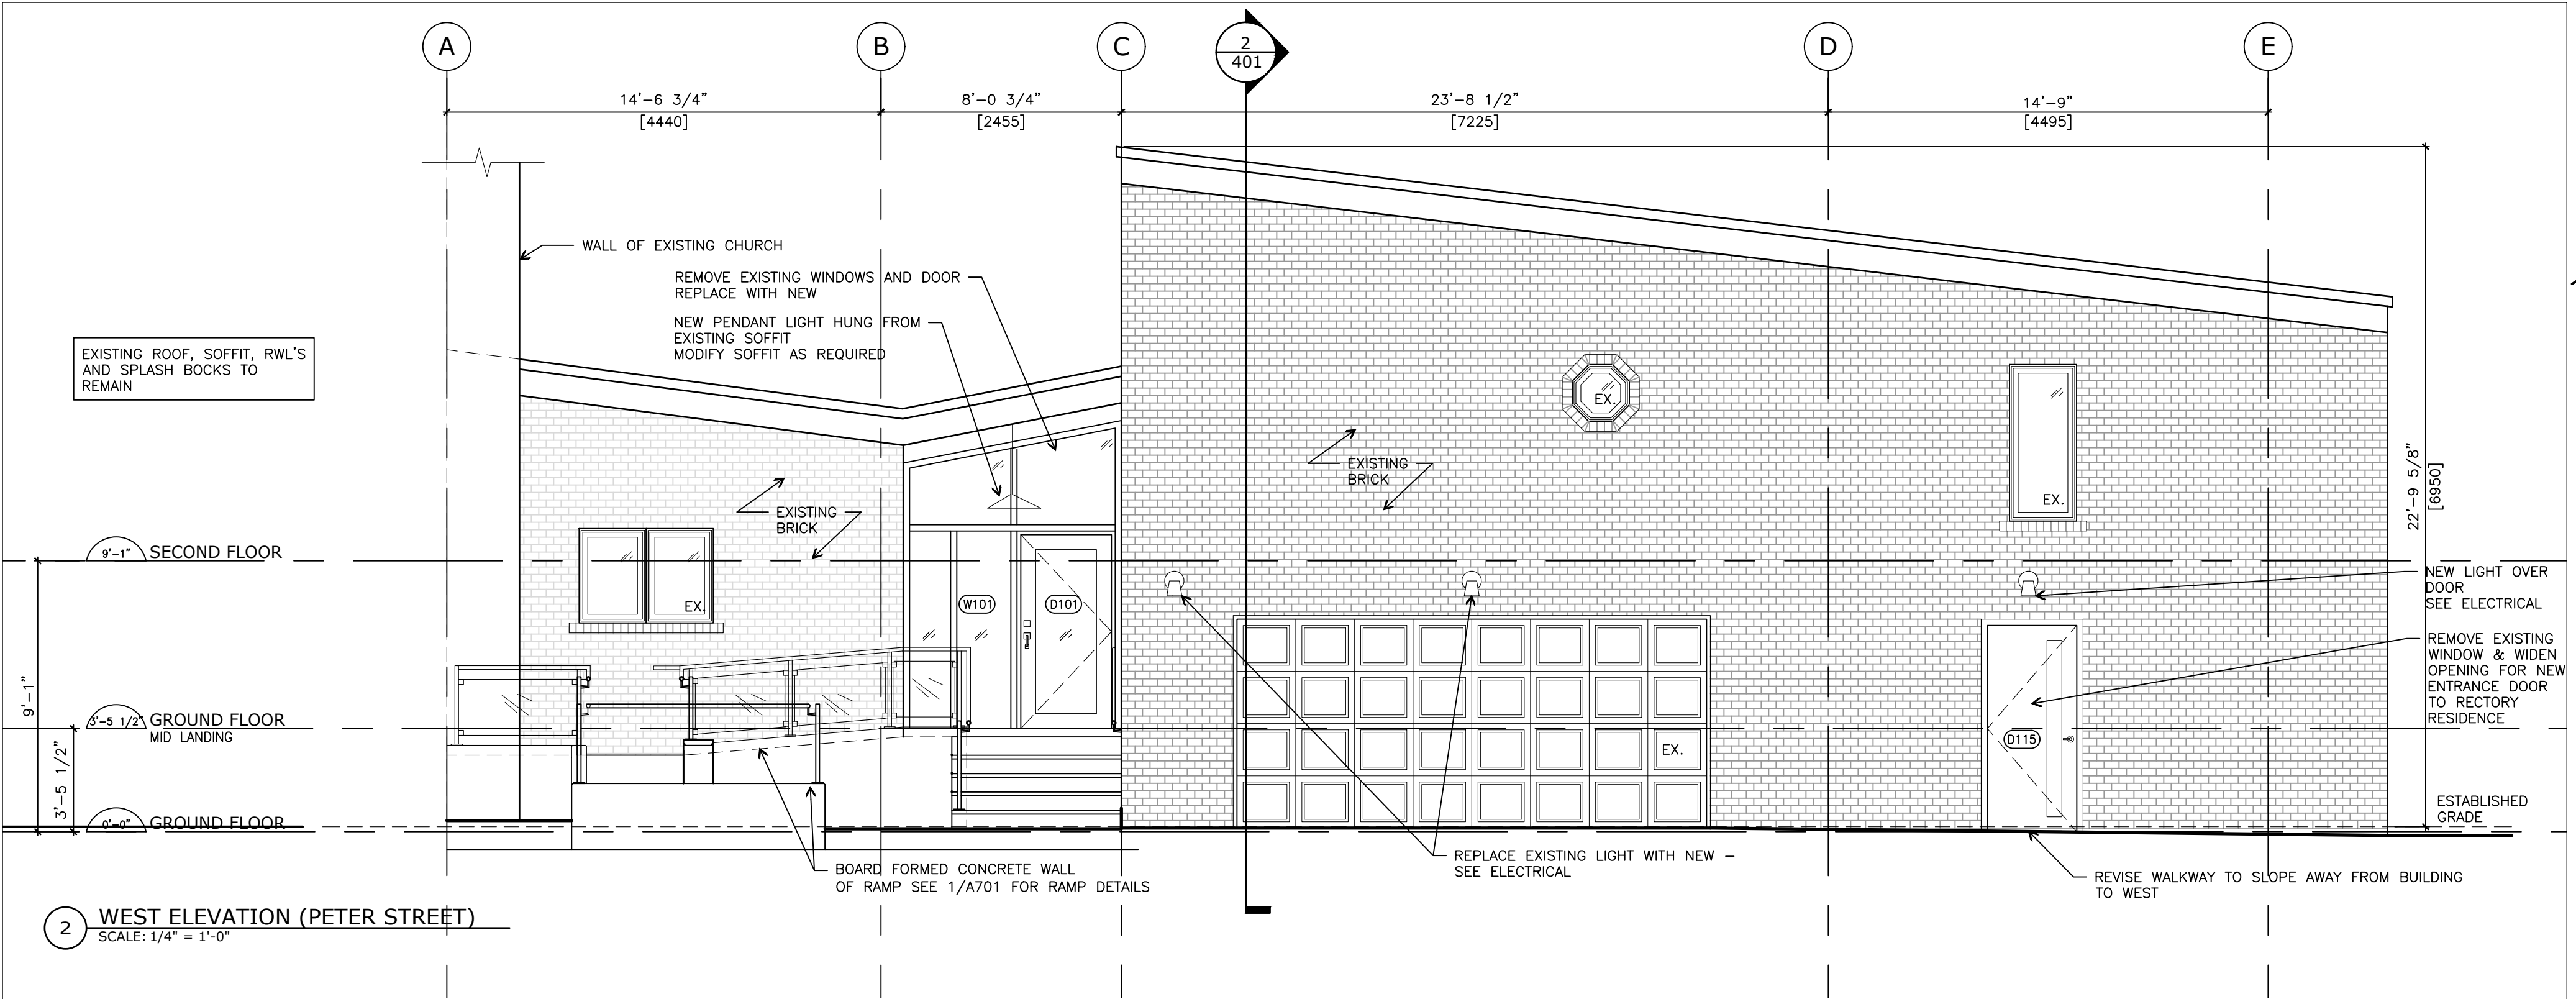 A
B
C
2
401
D
E
14'-6 3/4"
[4440]
8'-0 3/4"
[2455]
23'-8 1/2"
[7225]
14'-9"
[4495]
WALL OF EXISTING CHURCH
REMOVE EXISTING WINDOWS AND DOOR
REPLACE WITH NEW
NEW PENDANT LIGHT HUNG FROM
EXISTING SOFFIT
MODIFY SOFFIT AS REQUIRED
EXISTING ROOF, SOFFIT, RWL'S
AND SPLASH BOCKS TO
REMAIN
EX.
EXISTING
BRICK
EX.
22'-9 5/8"
[6950]
EXISTING
BRICK
9'-1"
SECOND FLOOR
EX.
W101
D101
NEW LIGHT OVER
DOOR
SEE ELECTRICAL
REMOVE EXISTING
WINDOW & WIDEN
OPENING FOR NEW
ENTRANCE DOOR
TO RECTORY
RESIDENCE
9'-1"
3'-5 1/2"
GROUND FLOOR
MID LANDING
3'-5 1/2"
EX.
D115
0'-0"
GROUND FLOOR
ESTABLISHED
GRADE
BOARD FORMED CONCRETE WALL
OF RAMP SEE 1/A701 FOR RAMP DETAILS
REPLACE EXISTING LIGHT WITH NEW –
SEE ELECTRICAL
REVISE WALKWAY TO SLOPE AWAY FROM BUILDING
TO WEST
2
WEST ELEVATION (PETER STREET)
SCALE: 1/4" = 1'-0"